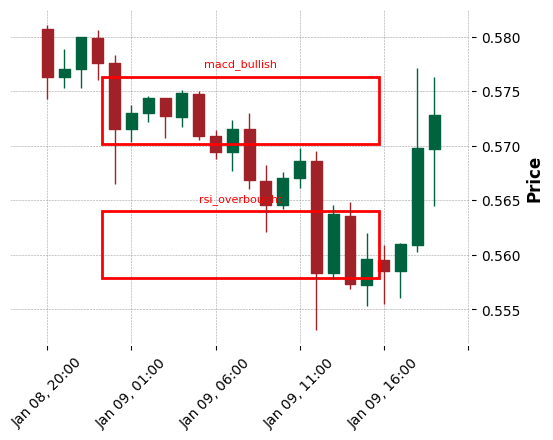 macd_bullish
rsi_overbought
0.580
0.575
0.570
0.565
0.560
0.555
Price
Jan 08, 20:00
Jan 09, 01:00
Jan 09, 06:00
Jan 09, 11:00
Jan 09, 16:00